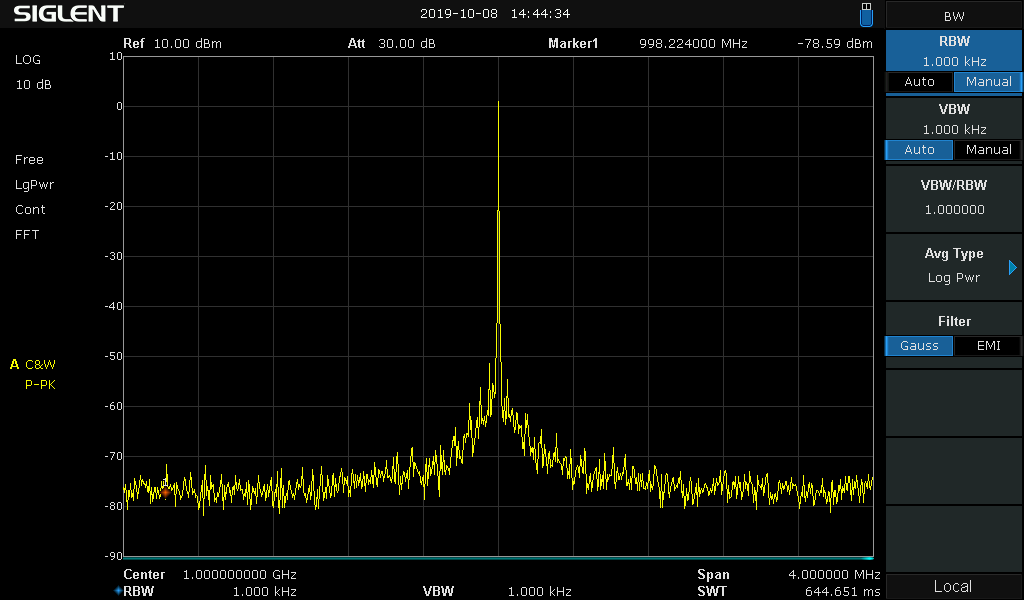 SIGLENT 2019-10-08 14:44:34
Ref 10.00 dBm Att 30.00 dB Marker1 998.224000 MHz -78.59 dBm
LOG
10 dB
Free
LgPwr
Cont
FFT
A C&W
P-PK
10
0
-10
-20
-30
-40
-50
-60
-70
-80
-90
1
Center 1.000000000 GHz Span 4.000000 MHz
RBW 1.000 kHz VBW 1.000 kHz SWT 644.651 ms
BW
RBW
1.000 kHz
Auto Manual
VBW
1.000 kHz
Auto Manual
VBW/RBW
1.000000
Avg Type
Log Pwr
Filter
Gauss EMI
Local